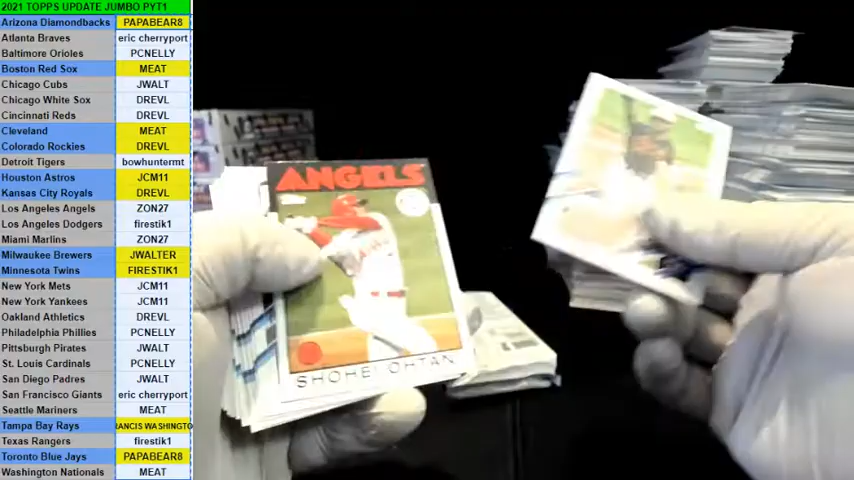 2021 TOPPS UPDATE JUMBO PYT1
Arizona Diamondbacks PAPABEAR8
Atlanta Braves eric cherryport
Baltimore Orioles PCNELLY
Boston Red Sox MEAT
Chicago Cubs JWALT
Chicago White Sox DREVL
Cincinnati Reds DREVL
Cleveland MEAT
Colorado Rockies DREVL
Detroit Tigers bowhuntermt
Houston Astros JCM11
Kansas City Royals DREVL
Los Angeles Angels ZON27
Los Angeles Dodgers firestik1
Miami Marlins ZON27
Milwaukee Brewers JWALTER
Minnesota Twins FIRESTIK1
New York Mets JCM11
New York Yankees JCM11
Oakland Athletics DREVL
Philadelphia Phillies PCNELLY
Pittsburgh Pirates JWALT
St. Louis Cardinals PCNELLY
San Diego Padres JWALT
San Francisco Giants eric cherryport
Seattle Mariners MEAT
Tampa Bay Rays RANCIS WASHINGTO
Texas Rangers firestik1
Toronto Blue Jays PAPABEAR8
Washington Nationals MEAT
ANGELS
Topps
SHOHEI OHTANI